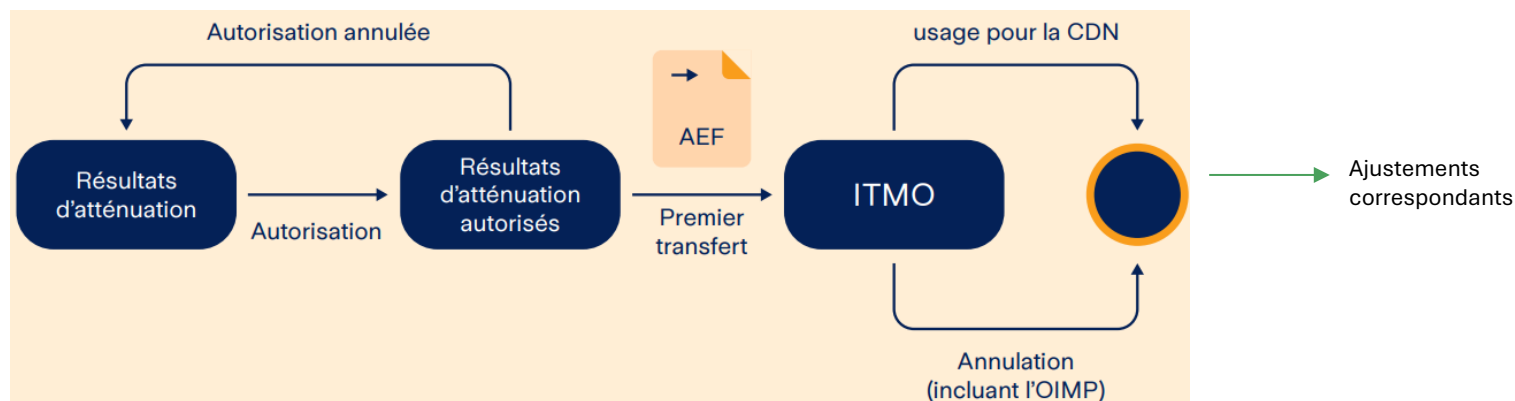 Autorisation annulée
usage pour la CDN
AEF
Résultats
d'atténuation
Autorisation
Résultats
d'atténuation
autorisés
Premier
transfert
ITMO
Ajustements
correspondants
Annulation
(incluant l'OIMP)